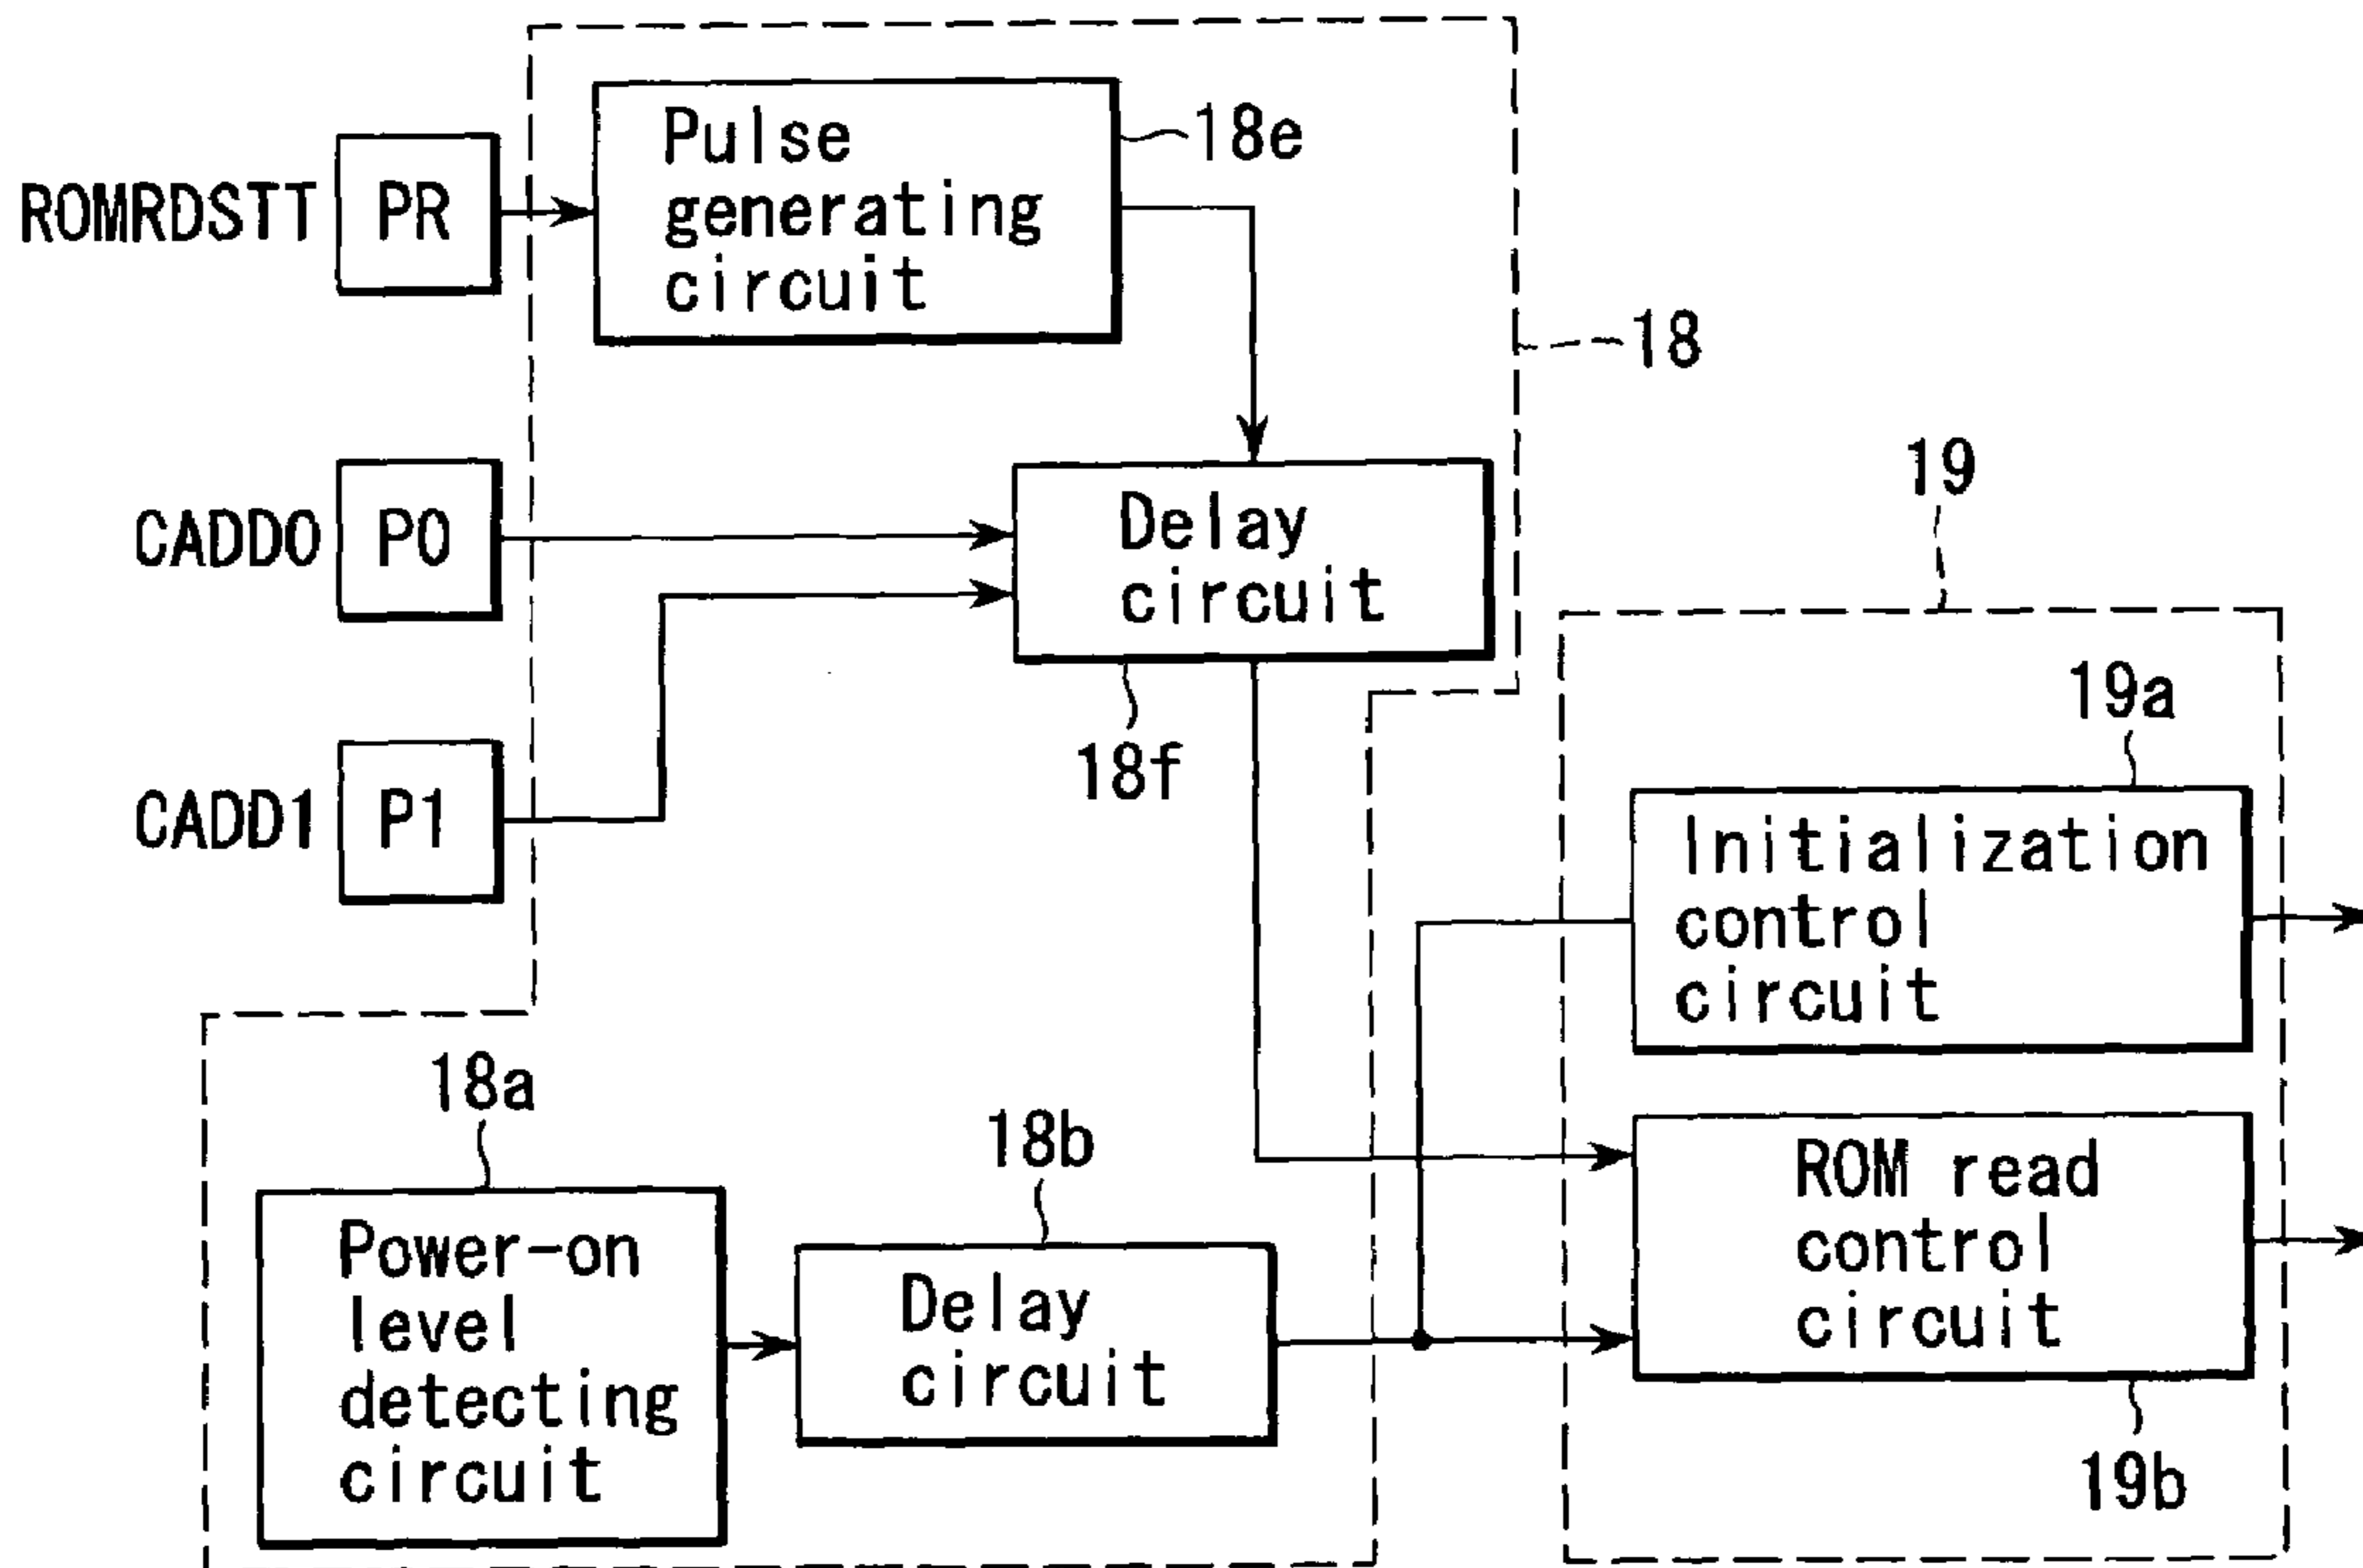 Pulse
generating
circuit
18e
ROMRDSTT
PR
18
CADD0
P0
Delay
circuit
18f
19
CADD1
P1
19a
Initialization
control
circuit
18a
18b
Power-on
level
detecting
circuit
Delay
circuit
ROM read
control
circuit
19b